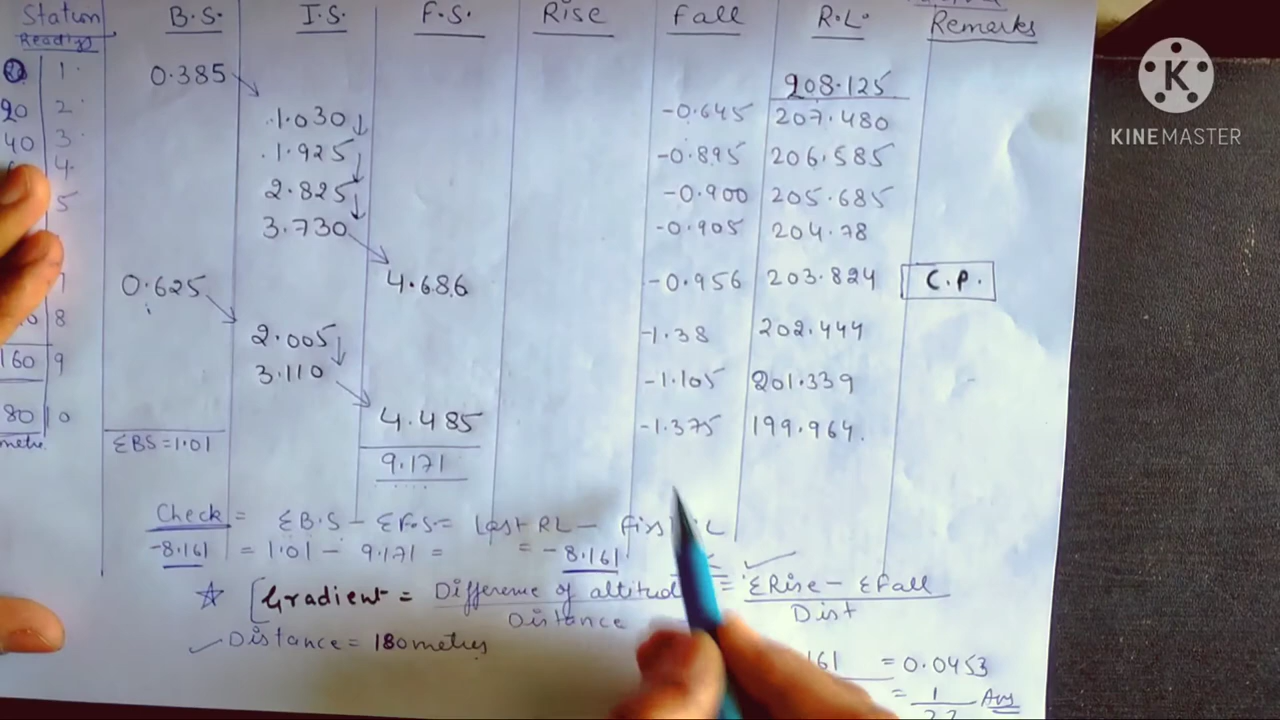 Station B.S. I.S. F.S. Rise Fall R.L. Remarks
Readings
1. 0.385 208.125
20 2. 1.030 -0.645 207.480
40 3. 1.925 -0.895 206.585
4. 2.825 -0.900 205.685
5 3.730 -0.905 204.78
0.625 4.686 -0.956 203.824 C.P.
8 2.005 -1.38 202.444
160 9 3.110 -1.105 201.339
80 10 4.485 -1.375 199.964.
metre. ΣBS=1.01 9.171
Check = ΣB.S - ΣF.S = Last RL -
-8.161 = 1.01 - 9.171 = = -8.161
☆ [Gradient = Difference of altitud = ΣRise - ΣFall
Distance Dist
✓ Distance = 180 metres
161 = 0.0453
= 1 Ans
KINEMASTER